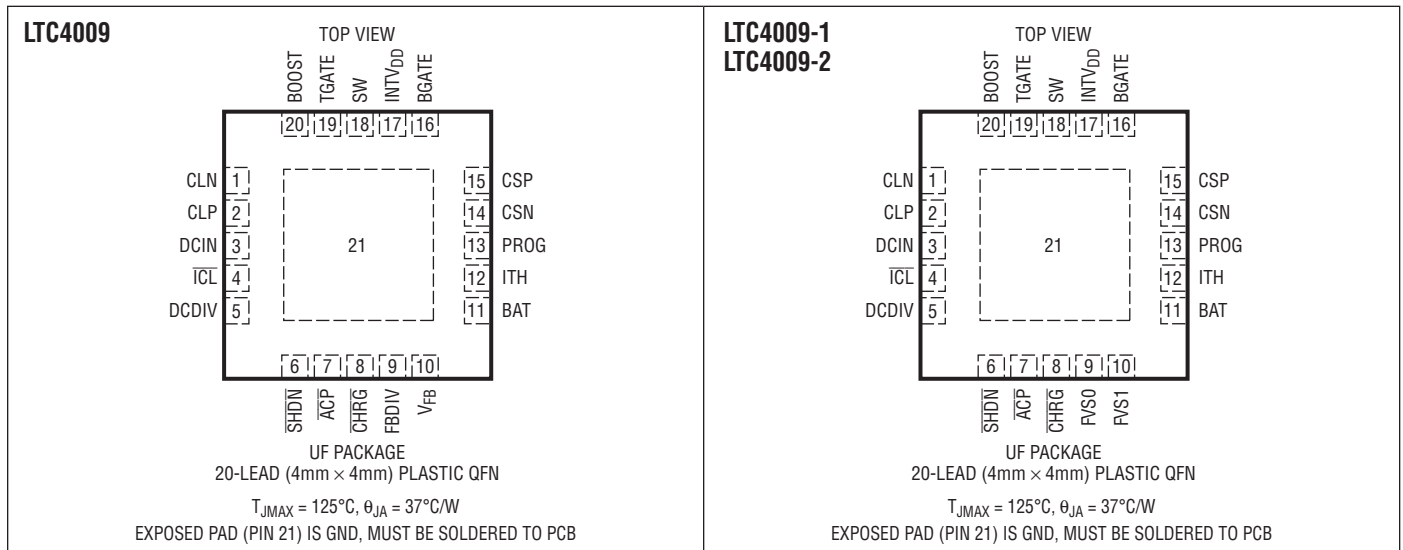 LTC4009
TOP VIEW
BOOST
TGATE
SW
INTVDD
BGATE
20 19 18 17 16
CLN 1
CLP 2
DCIN 3
ICL 4
DCDIV 5
21
15 CSP
14 CSN
13 PROG
12 ITH
11 BAT
6 7 8 9 10
SHDN
ACP
CHRG
FBDIV
VFB
UF PACKAGE
20-LEAD (4mm × 4mm) PLASTIC QFN
TJMAX = 125°C, θJA = 37°C/W
EXPOSED PAD (PIN 21) IS GND, MUST BE SOLDERED TO PCB
LTC4009-1
LTC4009-2
TOP VIEW
BOOST
TGATE
SW
INTVDD
BGATE
20 19 18 17 16
CLN 1
CLP 2
DCIN 3
ICL 4
DCDIV 5
21
15 CSP
14 CSN
13 PROG
12 ITH
11 BAT
6 7 8 9 10
SHDN
ACP
CHRG
FVS0
FVS1
UF PACKAGE
20-LEAD (4mm × 4mm) PLASTIC QFN
TJMAX = 125°C, θJA = 37°C/W
EXPOSED PAD (PIN 21) IS GND, MUST BE SOLDERED TO PCB